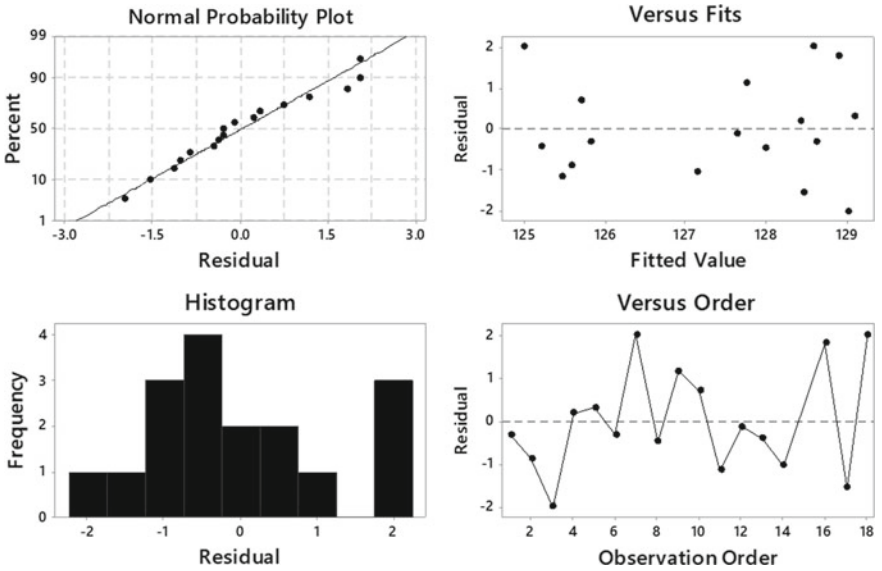 Normal Probability Plot
99
90
50
10
1
Percent
-3.0 -1.5 0.0 1.5 3.0
Residual
Versus Fits
2
1
0
-1
-2
Residual
125 126 127 128 129
Fitted Value
Histogram
4
3
2
1
0
Frequency
-2 -1 0 1 2
Residual
Versus Order
2
1
0
-1
-2
Residual
2 4 6 8 10 12 14 16 18
Observation Order